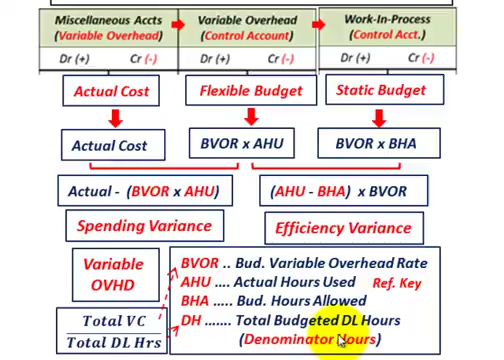 Miscellaneous Accts
(Variable Overhead)
Variable Overhead
(Control Account)
Work-In-Process
(Control Acct.)
Dr (+) Cr (-) Dr (+) Cr (-) Dr (+) Cr (-)
Actual Cost Flexible Budget Static Budget
Actual Cost BVOR x AHU BVOR x BHA
Actual - (BVOR x AHU) (AHU - BHA) x BVOR
Spending Variance Efficiency Variance
Variable
OVHD
Total VC
Total DL Hrs
BVOR .. Bud. Variable Overhead Rate
AHU .... Actual Hours Used Ref. Key
BHA ..... Bud. Hours Allowed
DH ....... Total Budgeted DL Hours
(Denominator Hours)